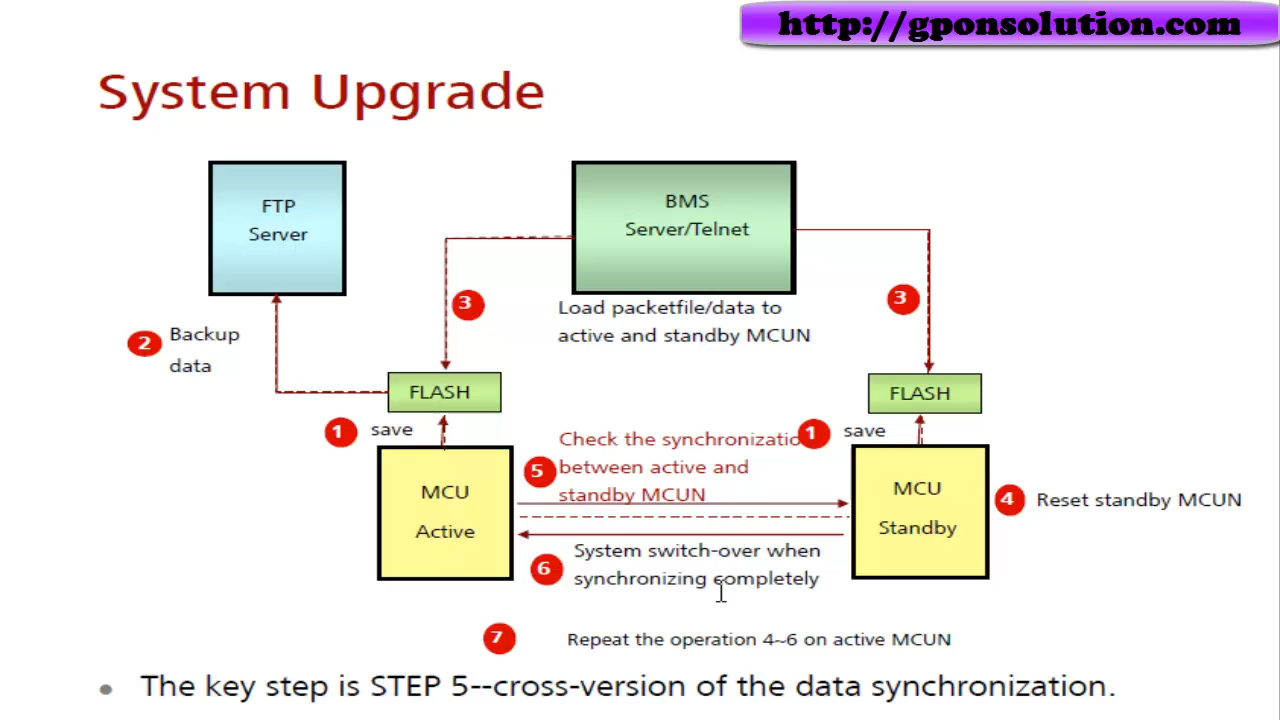 http://gponsolution.com
System Upgrade
FTP
Server
BMS
Server/Telnet
3
3
Load packetfile/data to
active and standby MCUN
2
Backup
data
FLASH
FLASH
1
save
1
save
Check the synchronizatio
between active and
standby MCUN
5
MCU
Active
MCU
Standby
4
Reset standby MCUN
6
System switch-over when
synchronizing completely
7
Repeat the operation 4~6 on active MCUN
• The key step is STEP 5--cross-version of the data synchronization.